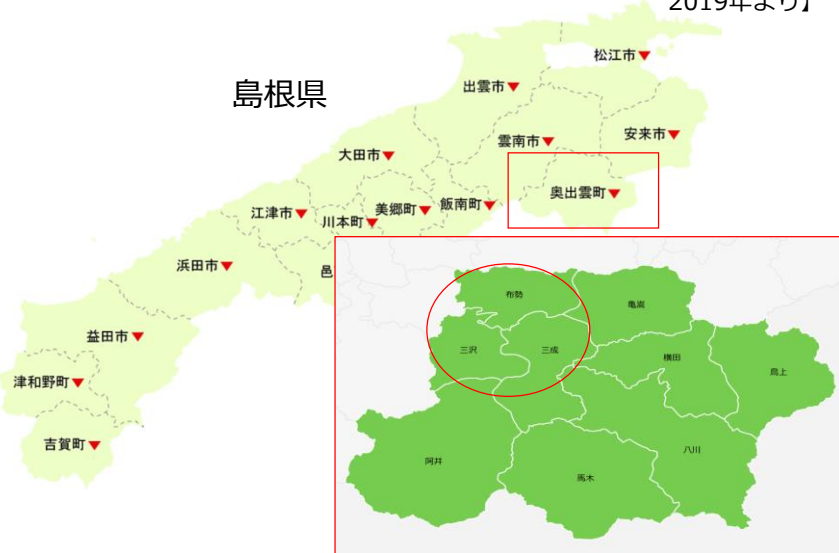 2019年より】
島根県
松江市
出雲市
雲南市
安来市
大田市
奥出雲町
江津市
川本町
美郷町
飯南町
浜田市
邑
益田市
津和野町
吉賀町
布勢
亀嵩
三沢
三成
横田
鳥上
阿井
馬木
八川